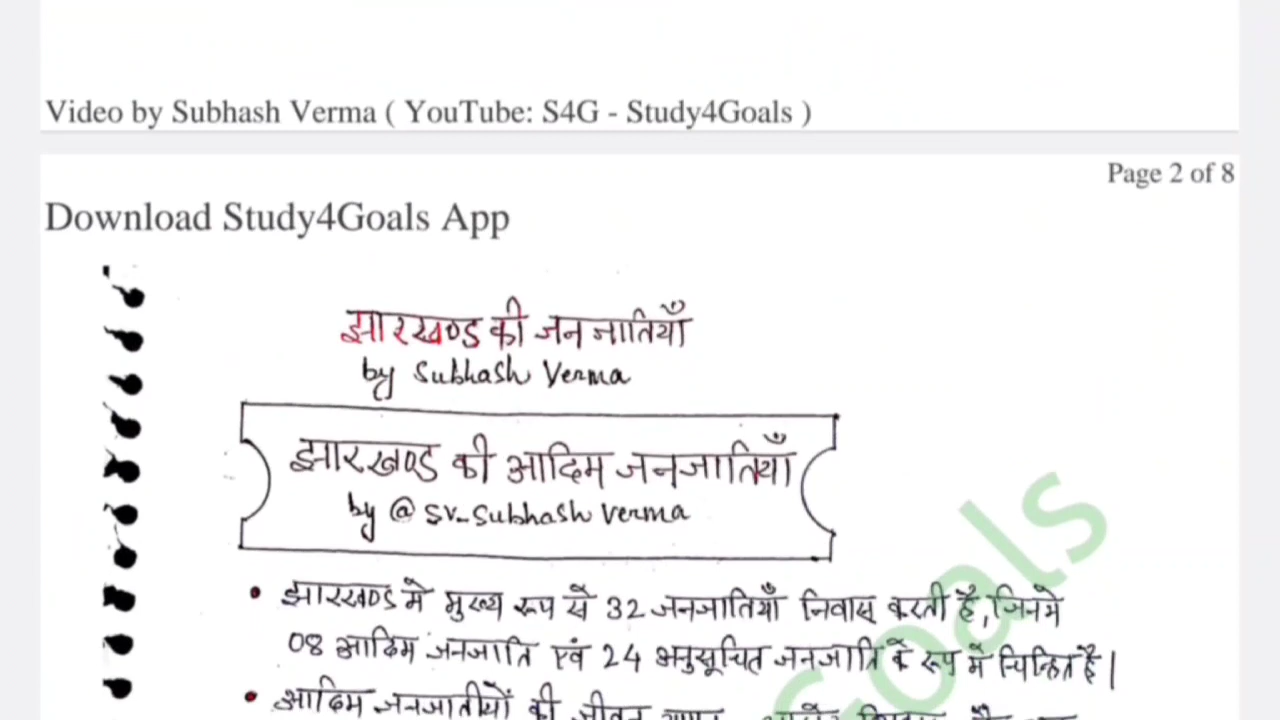 Video by Subhash Verma ( YouTube: S4G - Study4Goals )
Page 2 of 8
Download Study4Goals App
झारखण्ड की जनजातियाँ
by Subhash Verma
झारखण्ड की आदिम जनजातियाँ
by @ SV_Subhash Verma
• झारखण्ड में मुख्य रूप से 32 जनजातियाँ निवास करती है, जिनमें
08 आदिम जनजाति एवं 24 अनुसूचित जनजाति के रूप में चिन्हित है।
• आदिम जनजातीयों की
Goals